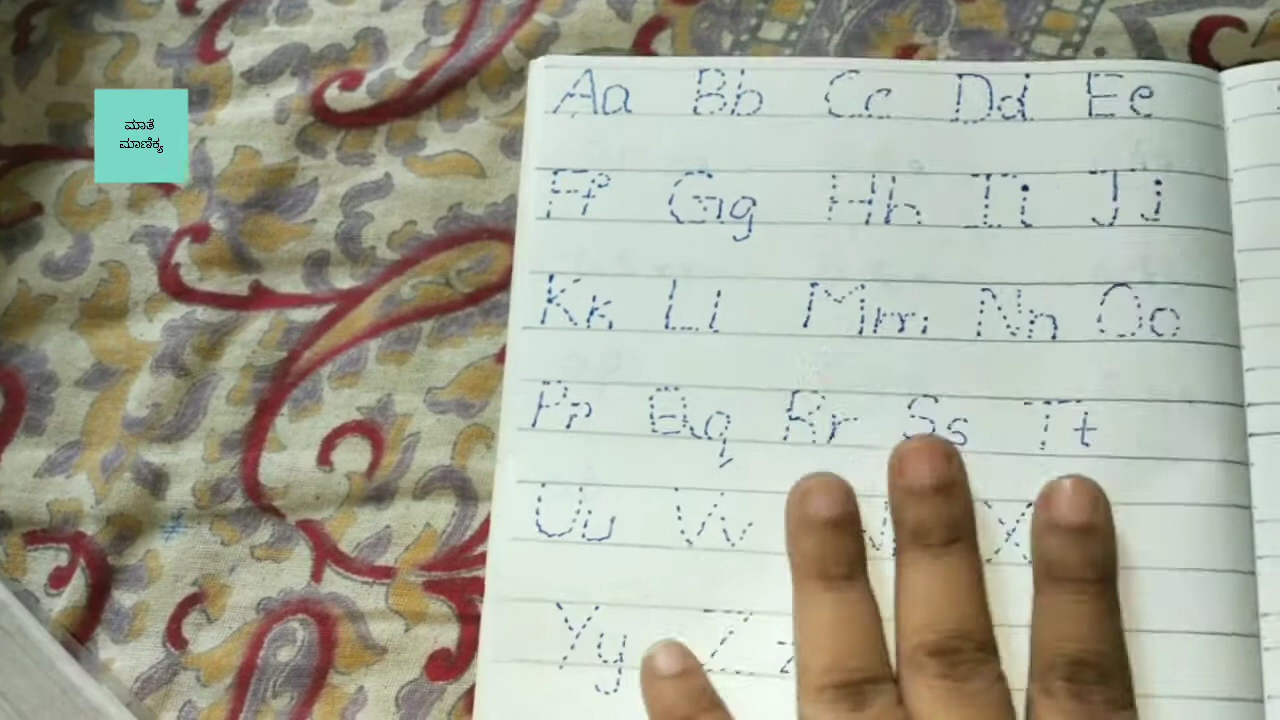 ಮಾತೆ
ಮಾಣಿಕ್ಯ
Aa Bb Cc Dd Ee
Ff Gg Hh Ii Jj
Kk Ll Mm Nn Oo
Pp Qq Rr Ss Tt
Uu Vv
Yy Zz